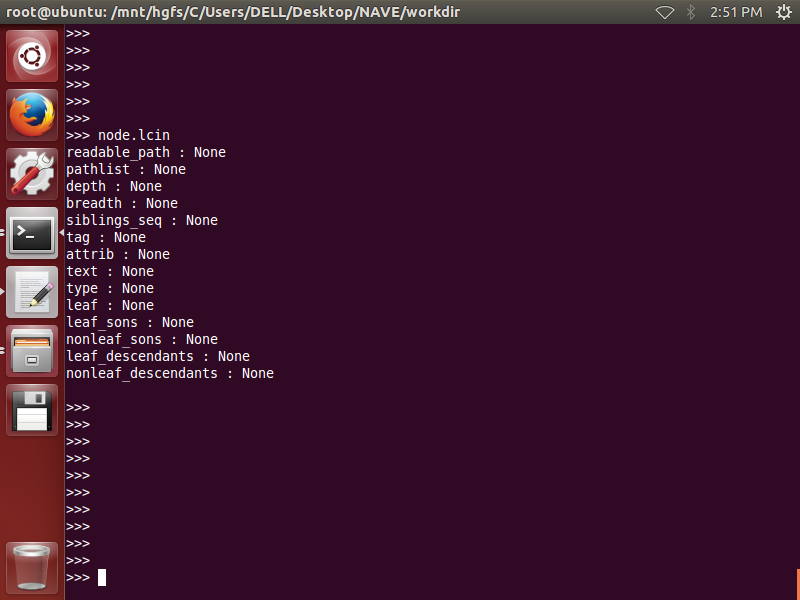 root@ubuntu: /mnt/hgfs/C/Users/DELL/Desktop/NAVE/workdir 2:51 PM
>>>
>>>
>>>
>>>
>>>
>>>
>>> node.lcin
readable_path : None
pathlist : None
depth : None
breadth : None
siblings_seq : None
tag : None
attrib : None
text : None
type : None
leaf : None
leaf_sons : None
nonleaf_sons : None
leaf_descendants : None
nonleaf_descendants : None
>>>
>>>
>>>
>>>
>>>
>>>
>>>
>>>
>>>
>>>
>>>